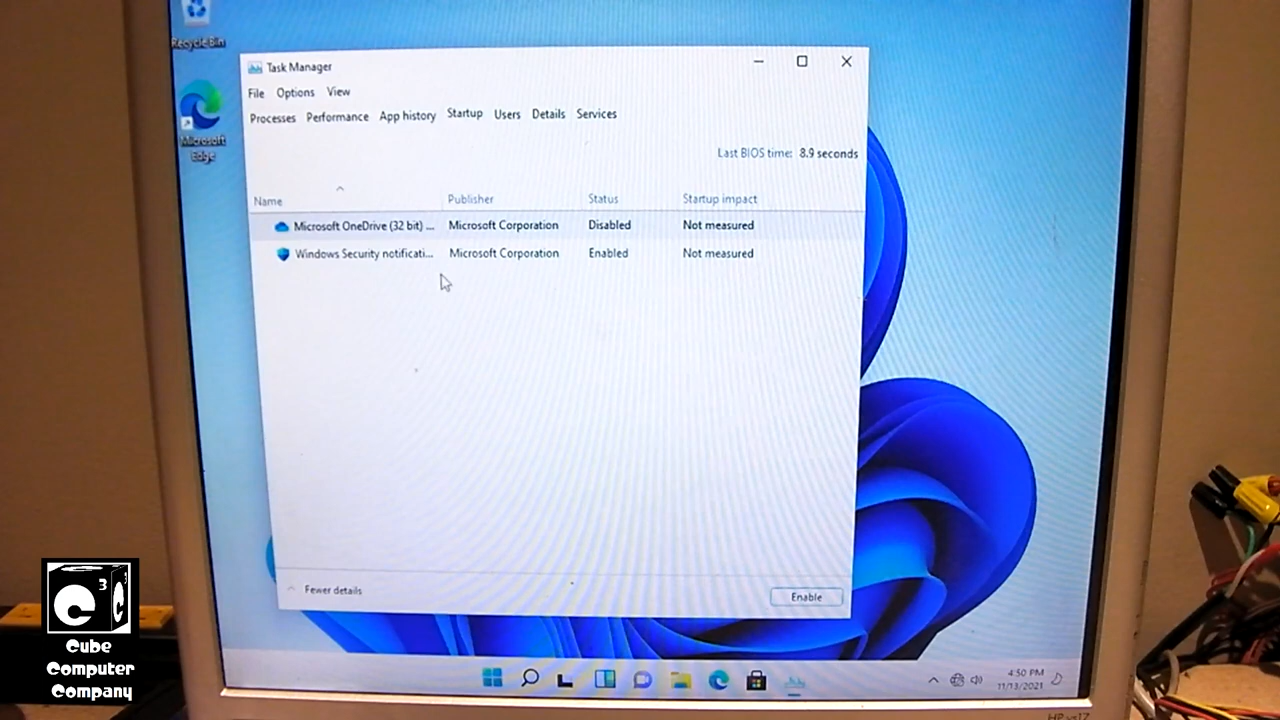 Recycle Bin
Microsoft
Edge
Task Manager
File Options View
Processes Performance App history Startup Users Details Services
Last BIOS time: 8.9 seconds
Name Publisher Status Startup impact
Microsoft OneDrive (32 bit) ... Microsoft Corporation Disabled Not measured
Windows Security notificati... Microsoft Corporation Enabled Not measured
Fewer details
Enable
4:50 PM
11/13/2021
e³c
Cube
Computer
Company